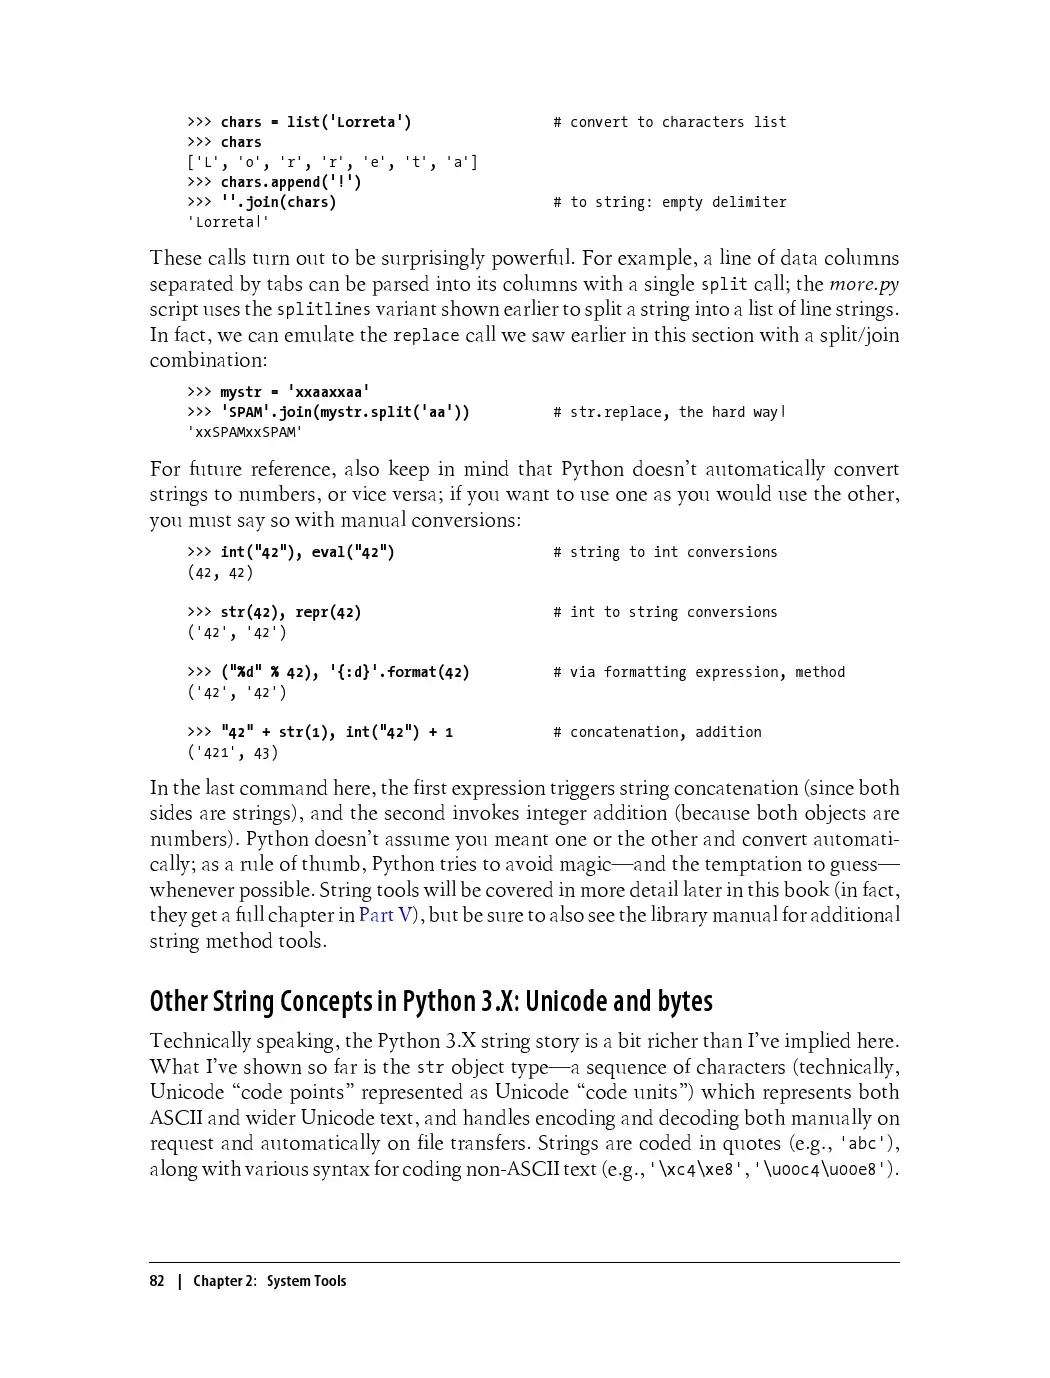 >>> chars = list('Lorreta') # convert to characters list
>>> chars
['L', 'o', 'r', 'r', 'e', 't', 'a']
>>> chars.append('!')
>>> ''.join(chars) # to string: empty delimiter
'Lorreta!'
These calls turn out to be surprisingly powerful. For example, a line of data columns
separated by tabs can be parsed into its columns with a single split call; the more.py
script uses the splitlines variant shown earlier to split a string into a list of line strings.
In fact, we can emulate the replace call we saw earlier in this section with a split/join
combination:
>>> mystr = 'xxaaxxaa'
>>> 'SPAM'.join(mystr.split('aa')) # str.replace, the hard way!
'xxSPAMxxSPAM'
For future reference, also keep in mind that Python doesn’t automatically convert
strings to numbers, or vice versa; if you want to use one as you would use the other,
you must say so with manual conversions:
>>> int("42"), eval("42") # string to int conversions
(42, 42)
>>> str(42), repr(42) # int to string conversions
('42', '42')
>>> ("%d" % 42), '{:d}'.format(42) # via formatting expression, method
('42', '42')
>>> "42" + str(1), int("42") + 1 # concatenation, addition
('421', 43)
In the last command here, the first expression triggers string concatenation (since both
sides are strings), and the second invokes integer addition (because both objects are
numbers). Python doesn’t assume you meant one or the other and convert automati-
cally; as a rule of thumb, Python tries to avoid magic—and the temptation to guess—
whenever possible. String tools will be covered in more detail later in this book (in fact,
they get a full chapter in Part V), but be sure to also see the library manual for additional
string method tools.
Other String Concepts in Python 3.X: Unicode and bytes
Technically speaking, the Python 3.X string story is a bit richer than I’ve implied here.
What I’ve shown so far is the str object type—a sequence of characters (technically,
Unicode “code points” represented as Unicode “code units”) which represents both
ASCII and wider Unicode text, and handles encoding and decoding both manually on
request and automatically on file transfers. Strings are coded in quotes (e.g., 'abc'),
along with various syntax for coding non-ASCII text (e.g., '\xc4\xe8', '\u00c4\u00e8').
82 | Chapter 2: System Tools